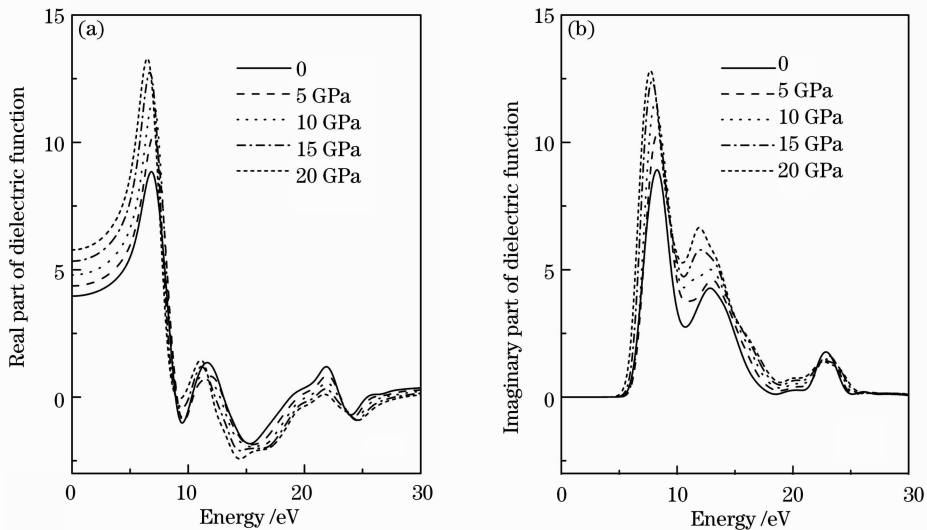 (a)
Real part of dielectric function
15
10
5
0
0
5 GPa
10 GPa
15 GPa
20 GPa
0 10 20 30
Energy /eV
(b)
Imaginary part of dielectric function
15
10
5
0
0
5 GPa
10 GPa
15 GPa
20 GPa
0 10 20 30
Energy /eV